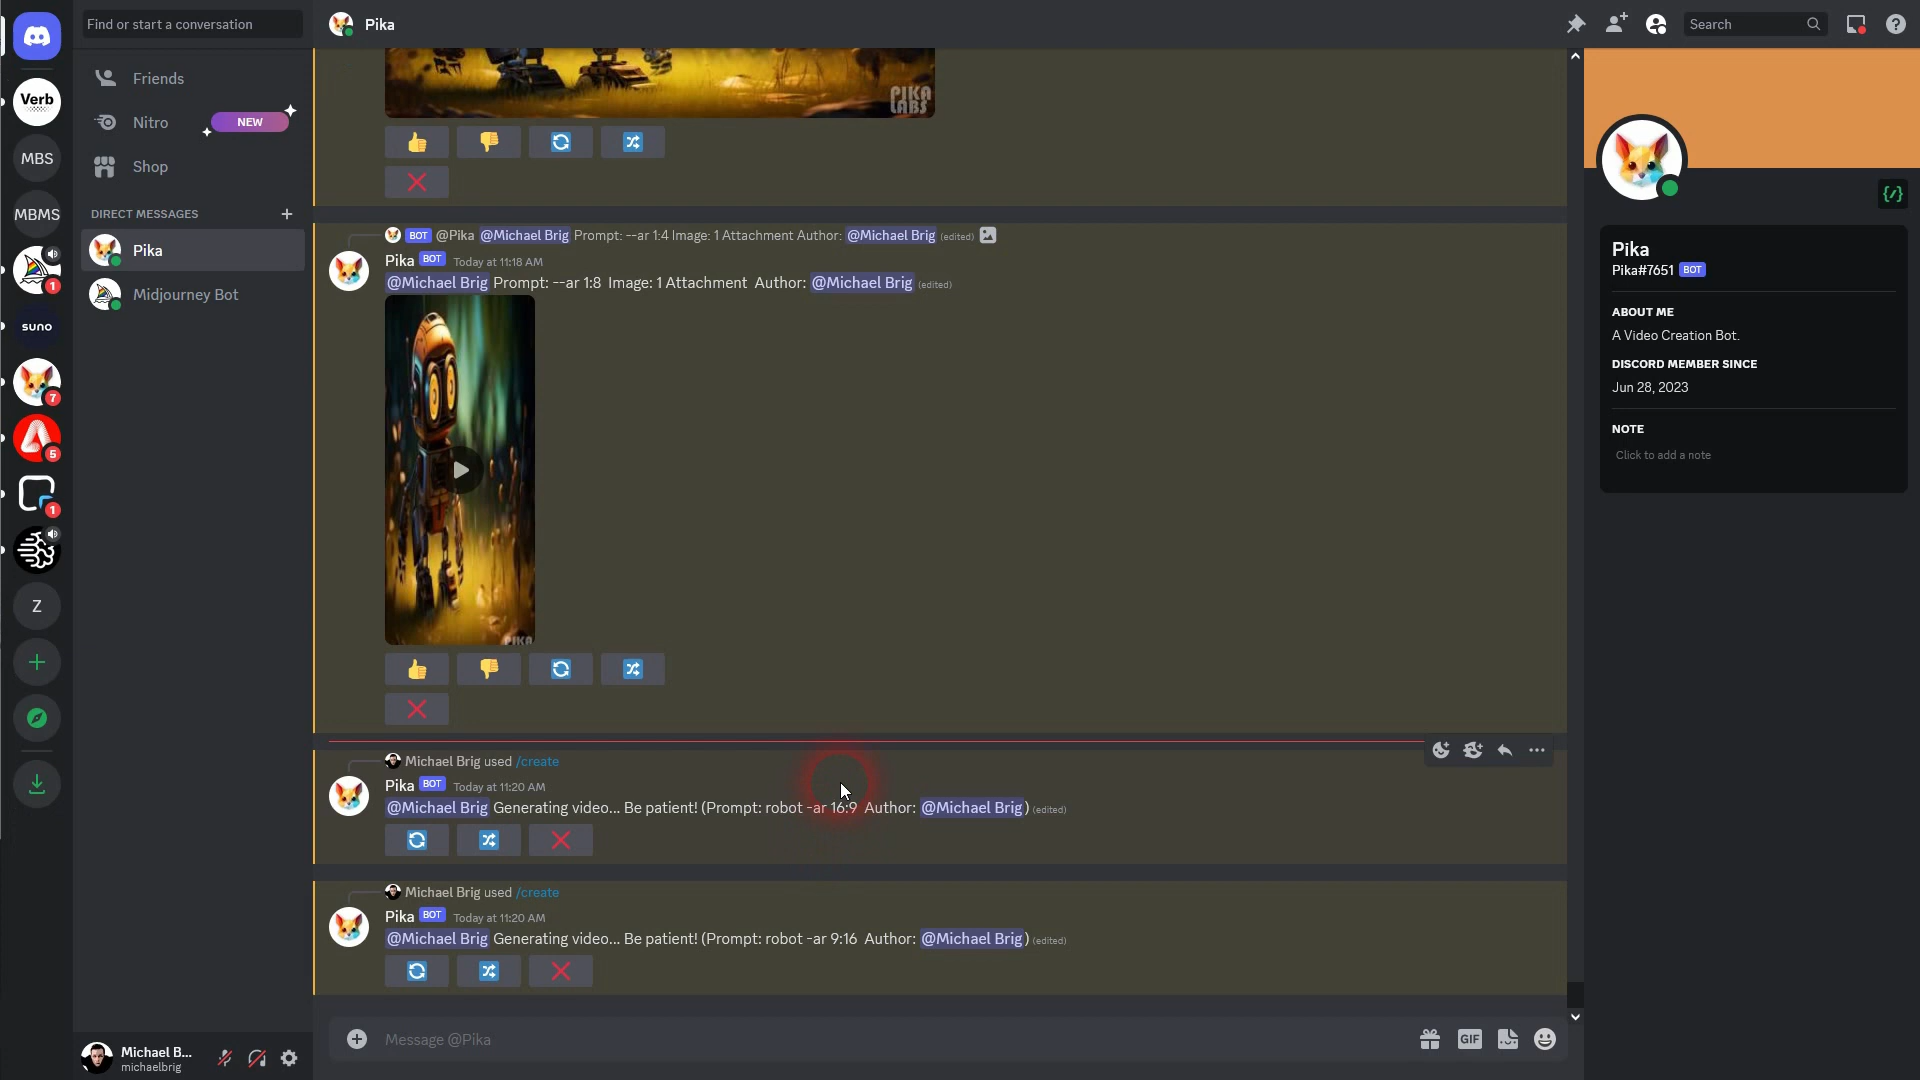 Find or start a conversation
Pika
Search
Verb
Friends
Nitro
NEW
PIKA
LABS
MBS
Shop
MBMS
DIRECT MESSAGES
Pika
BOT @Pika @Michael Brig Prompt: --ar 1:4 Image: 1 Attachment Author: @Michael Brig (edited)
Pika BOT Today at 11:18 AM
@Michael Brig Prompt: --ar 1:8 Image: 1 Attachment Author: @Michael Brig (edited)
PIKA
Midjourney Bot
1
suno
7
5
1
Z
Michael Brig used /create
Pika BOT Today at 11:20 AM
@Michael Brig Generating video... Be patient! (Prompt: robot -ar 16:9 Author: @Michael Brig) (edited)
Michael Brig used /create
Pika BOT Today at 11:20 AM
@Michael Brig Generating video... Be patient! (Prompt: robot -ar 9:16 Author: @Michael Brig) (edited)
Message @Pika
GIF
Michael B...
michaelbrig
Pika
Pika#7651 BOT
ABOUT ME
A Video Creation Bot.
DISCORD MEMBER SINCE
Jun 28, 2023
NOTE
Click to add a note